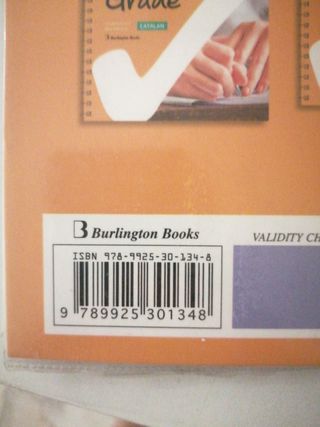 Grade
CATALAN
Burlington Books
Burlington Books
VALIDITY CH
ISBN 978-9925-30-134-8
9 789925 301348